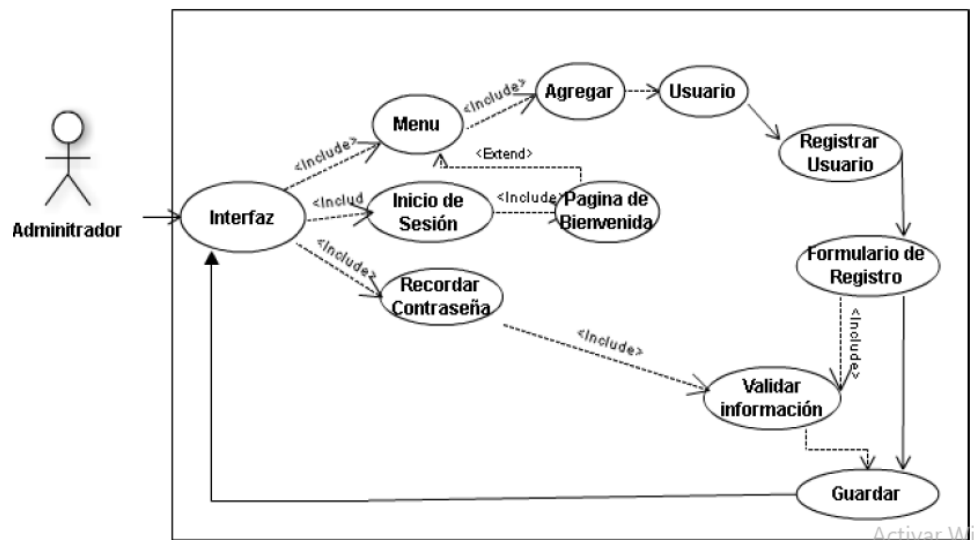 Agregar
Usuario
<Include>
Menu
<Include>
<Extend>
Registrar
Usuario
Adminitrador
Interfaz
<Includ
Inicio de
Sesión
<Include>
Pagina de
Bienvenida
<Include>
Recordar
Contraseña
Formulario de
Registro
<Include>
<Include>
Validar
información
Guardar
Activar Wi